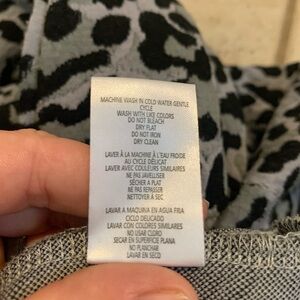 MACHINE WASH IN COLD WATER GENTLE
CYCLE
WASH WITH LIKE COLORS
DO NOT BLEACH
DRY FLAT
DO NOT IRON
DRY CLEAN
LAVER À LA MACHINE À L'EAU FROIDE
AU CYCLE DÉLICAT
LAVER AVEC COULEURS SIMILAIRES
NE PAS JAVELLISER
SÉCHER A PLAT
NE PAS REPASSER
NETTOYER A SEC
LAVAR A MAQUINA EN AGUA FRIA
CICLO DELICADO
LAVAR CON COLORES SIMILARES
NO USAR CLORO
SECAR EN SUPERFICIE PLANA
NO PLANCHAR
LAVAR EN SECO